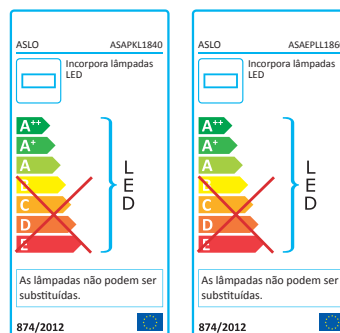 ASLO ASAPKL1840
Incorpora lâmpadas
LED
A++
A+
A
B
C
D
E
L
E
D
As lâmpadas não podem ser
substituídas.
874/2012
ASLO ASAEPLL186
Incorpora lâmpadas
LED
A++
A+
A
B
C
D
E
L
E
D
As lâmpadas não podem ser
substituídas.
874/2012